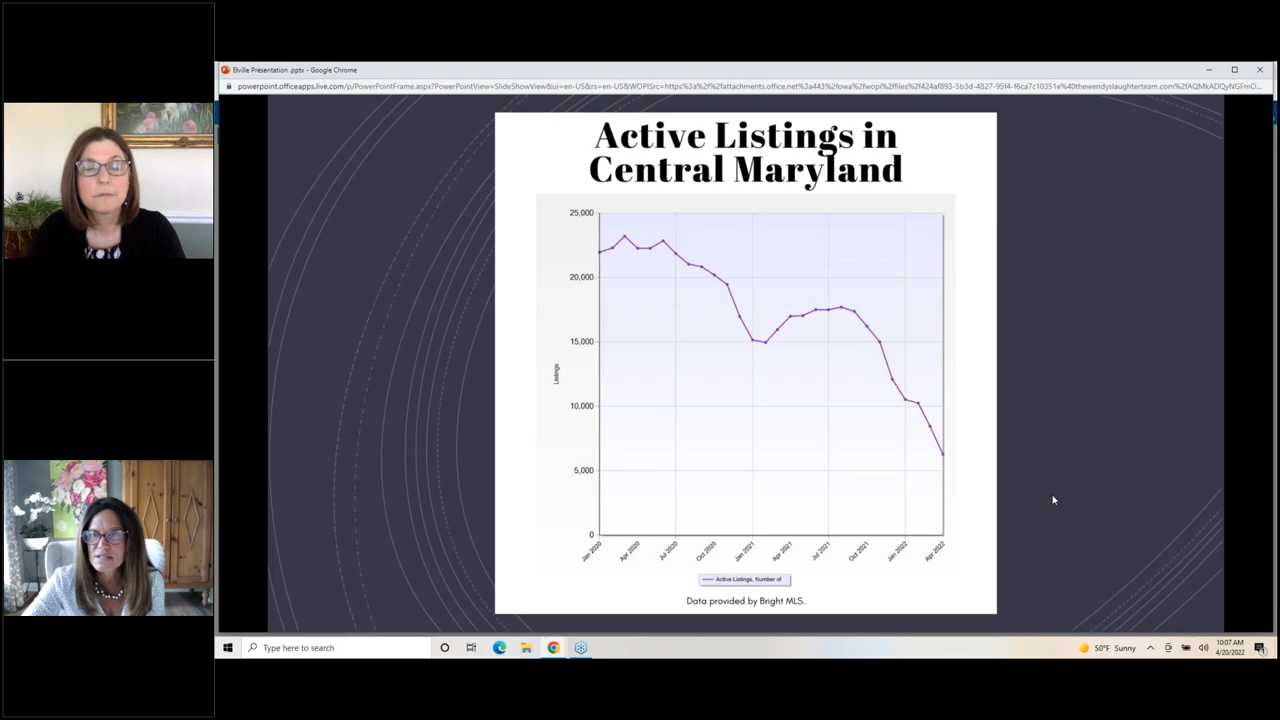 Elville Presentation .pptx - Google Chrome
Active Listings in
Central Maryland
25,000
20,000
15,000
10,000
5,000
0
Listings
Jan 2020
Apr 2020
Jul 2020
Oct 2020
Jan 2021
Apr 2021
Jul 2021
Oct 2021
Jan 2022
Apr 2022
Active Listings, Number of
Data provided by Bright MLS.
Type here to search
50°F Sunny
10:07 AM
4/20/2022